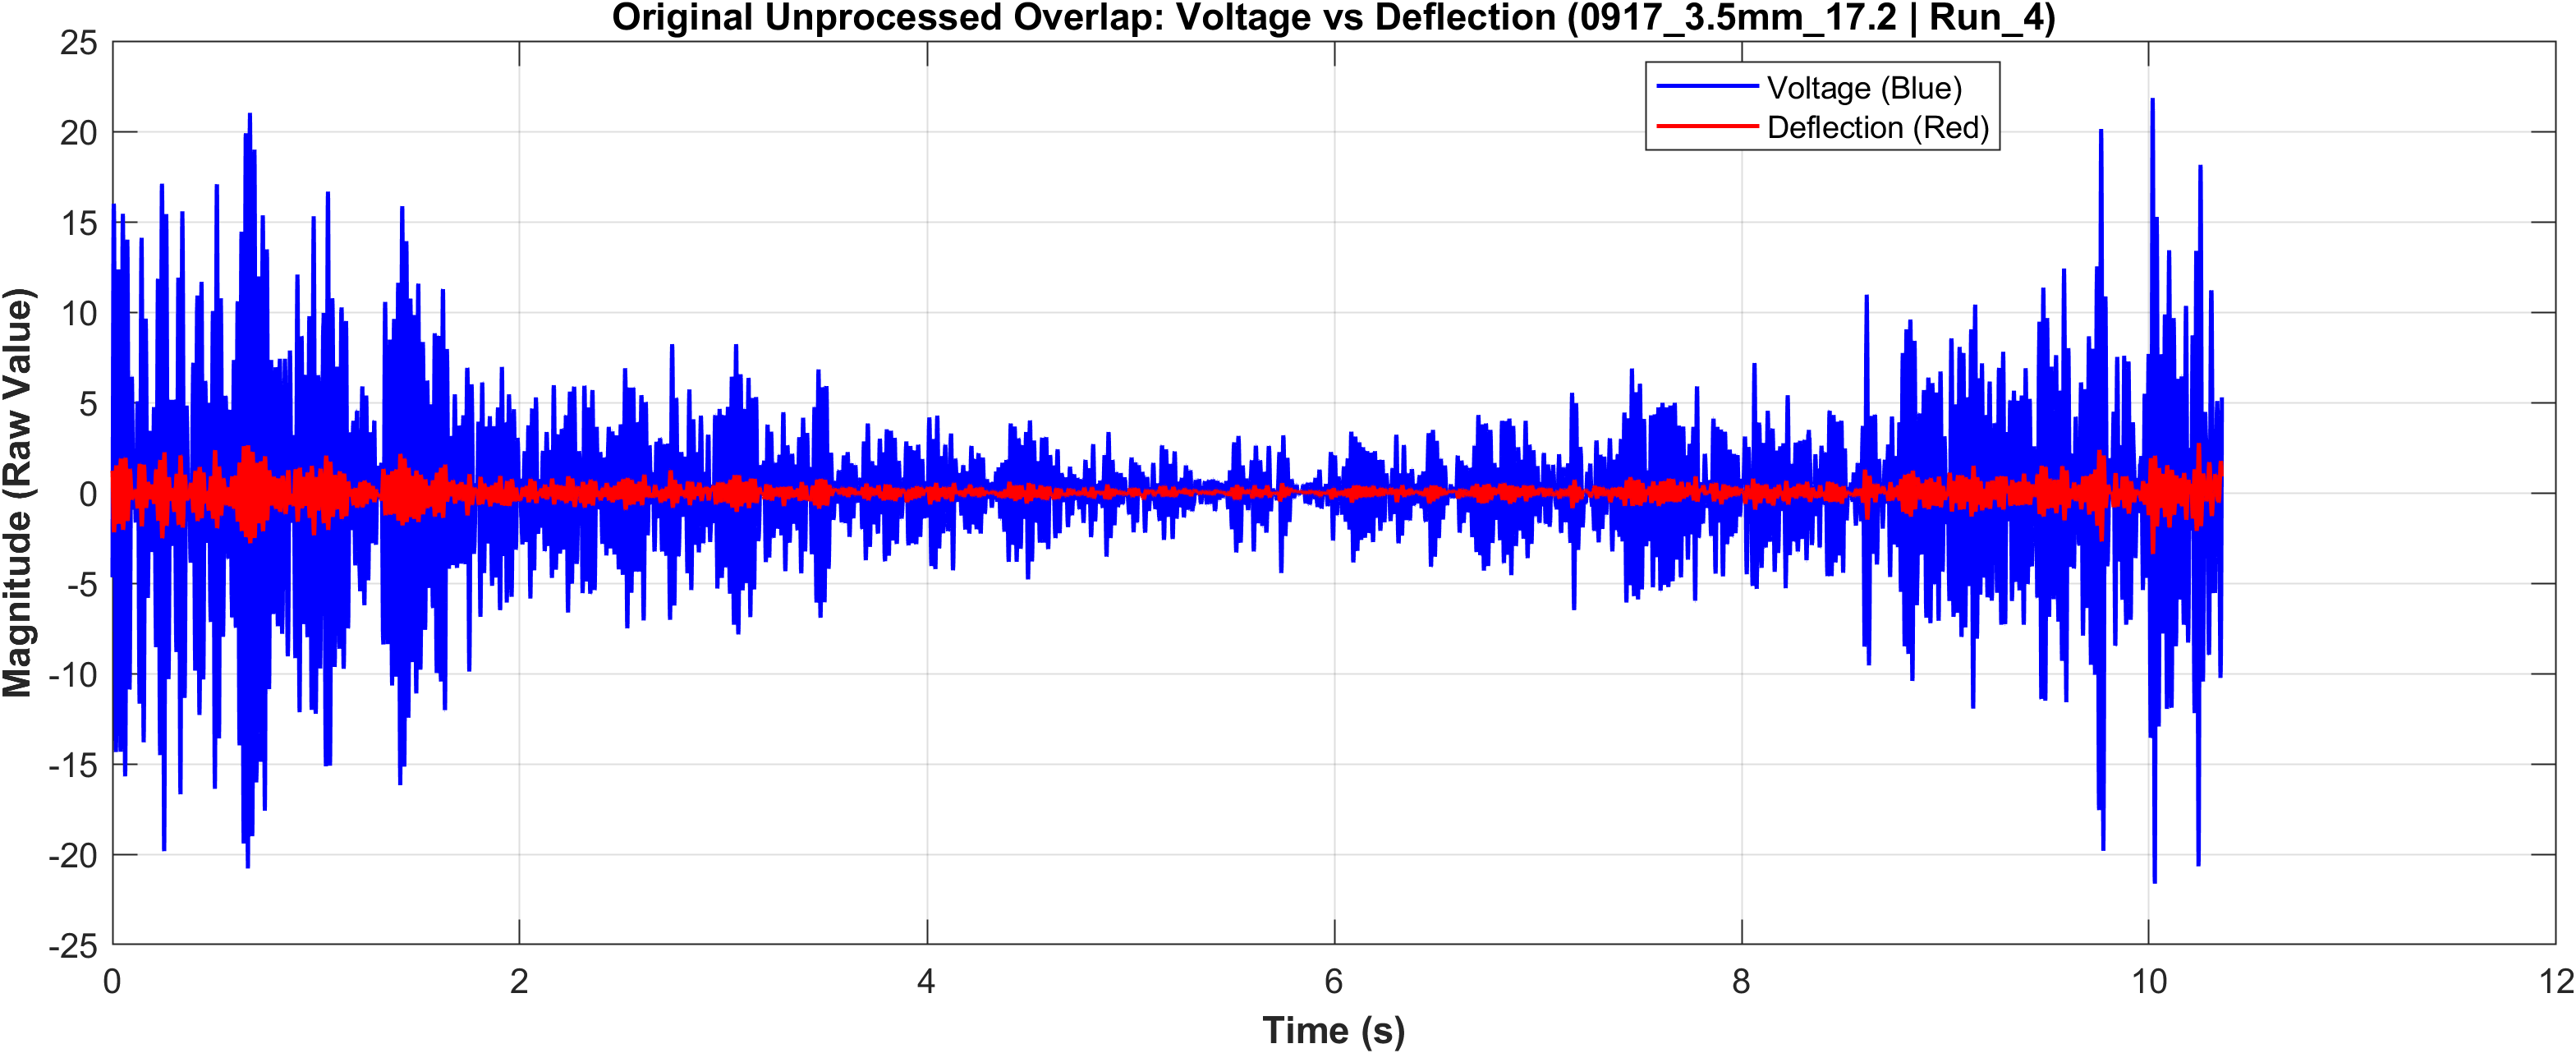 Original Unprocessed Overlap: Voltage vs Deflection (0917_3.5mm_17.2 | Run_4)
Voltage (Blue)
Deflection (Red)
Magnitude (Raw Value)
25
20
15
10
5
0
-5
-10
-15
-20
-25
0 2 4 6 8 10 12
Time (s)